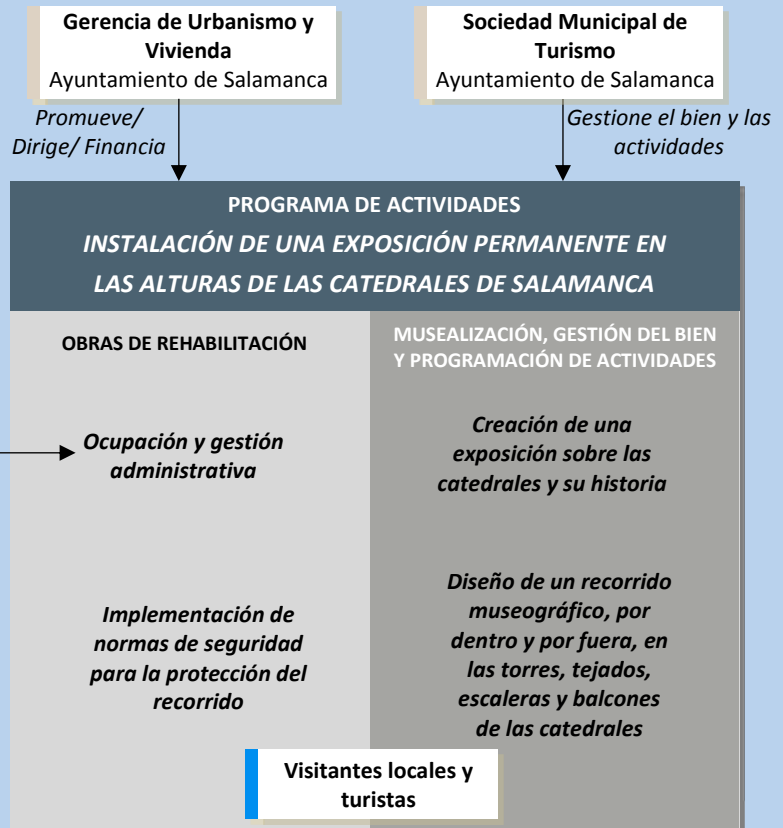 Gerencia de Urbanismo y
Vivienda
Ayuntamiento de Salamanca
Sociedad Municipal de
Turismo
Ayuntamiento de Salamanca
Promueve/
Dirige/ Financia
Gestione el bien y las
actividades
PROGRAMA DE ACTIVIDADES
INSTALACIÓN DE UNA EXPOSICIÓN PERMANENTE EN
LAS ALTURAS DE LAS CATEDRALES DE SALAMANCA
OBRAS DE REHABILITACIÓN
Ocupación y gestión
administrativa
Implementación de
normas de seguridad
para la protección del
recorrido
MUSEALIZACIÓN, GESTIÓN DEL BIEN
Y PROGRAMACIÓN DE ACTIVIDADES
Creación de una
exposición sobre las
catedrales y su historia
Diseño de un recorrido
museográfico, por
dentro y por fuera, en
las torres, tejados,
escaleras y balcones
de las catedrales
Visitantes locales y
turistas